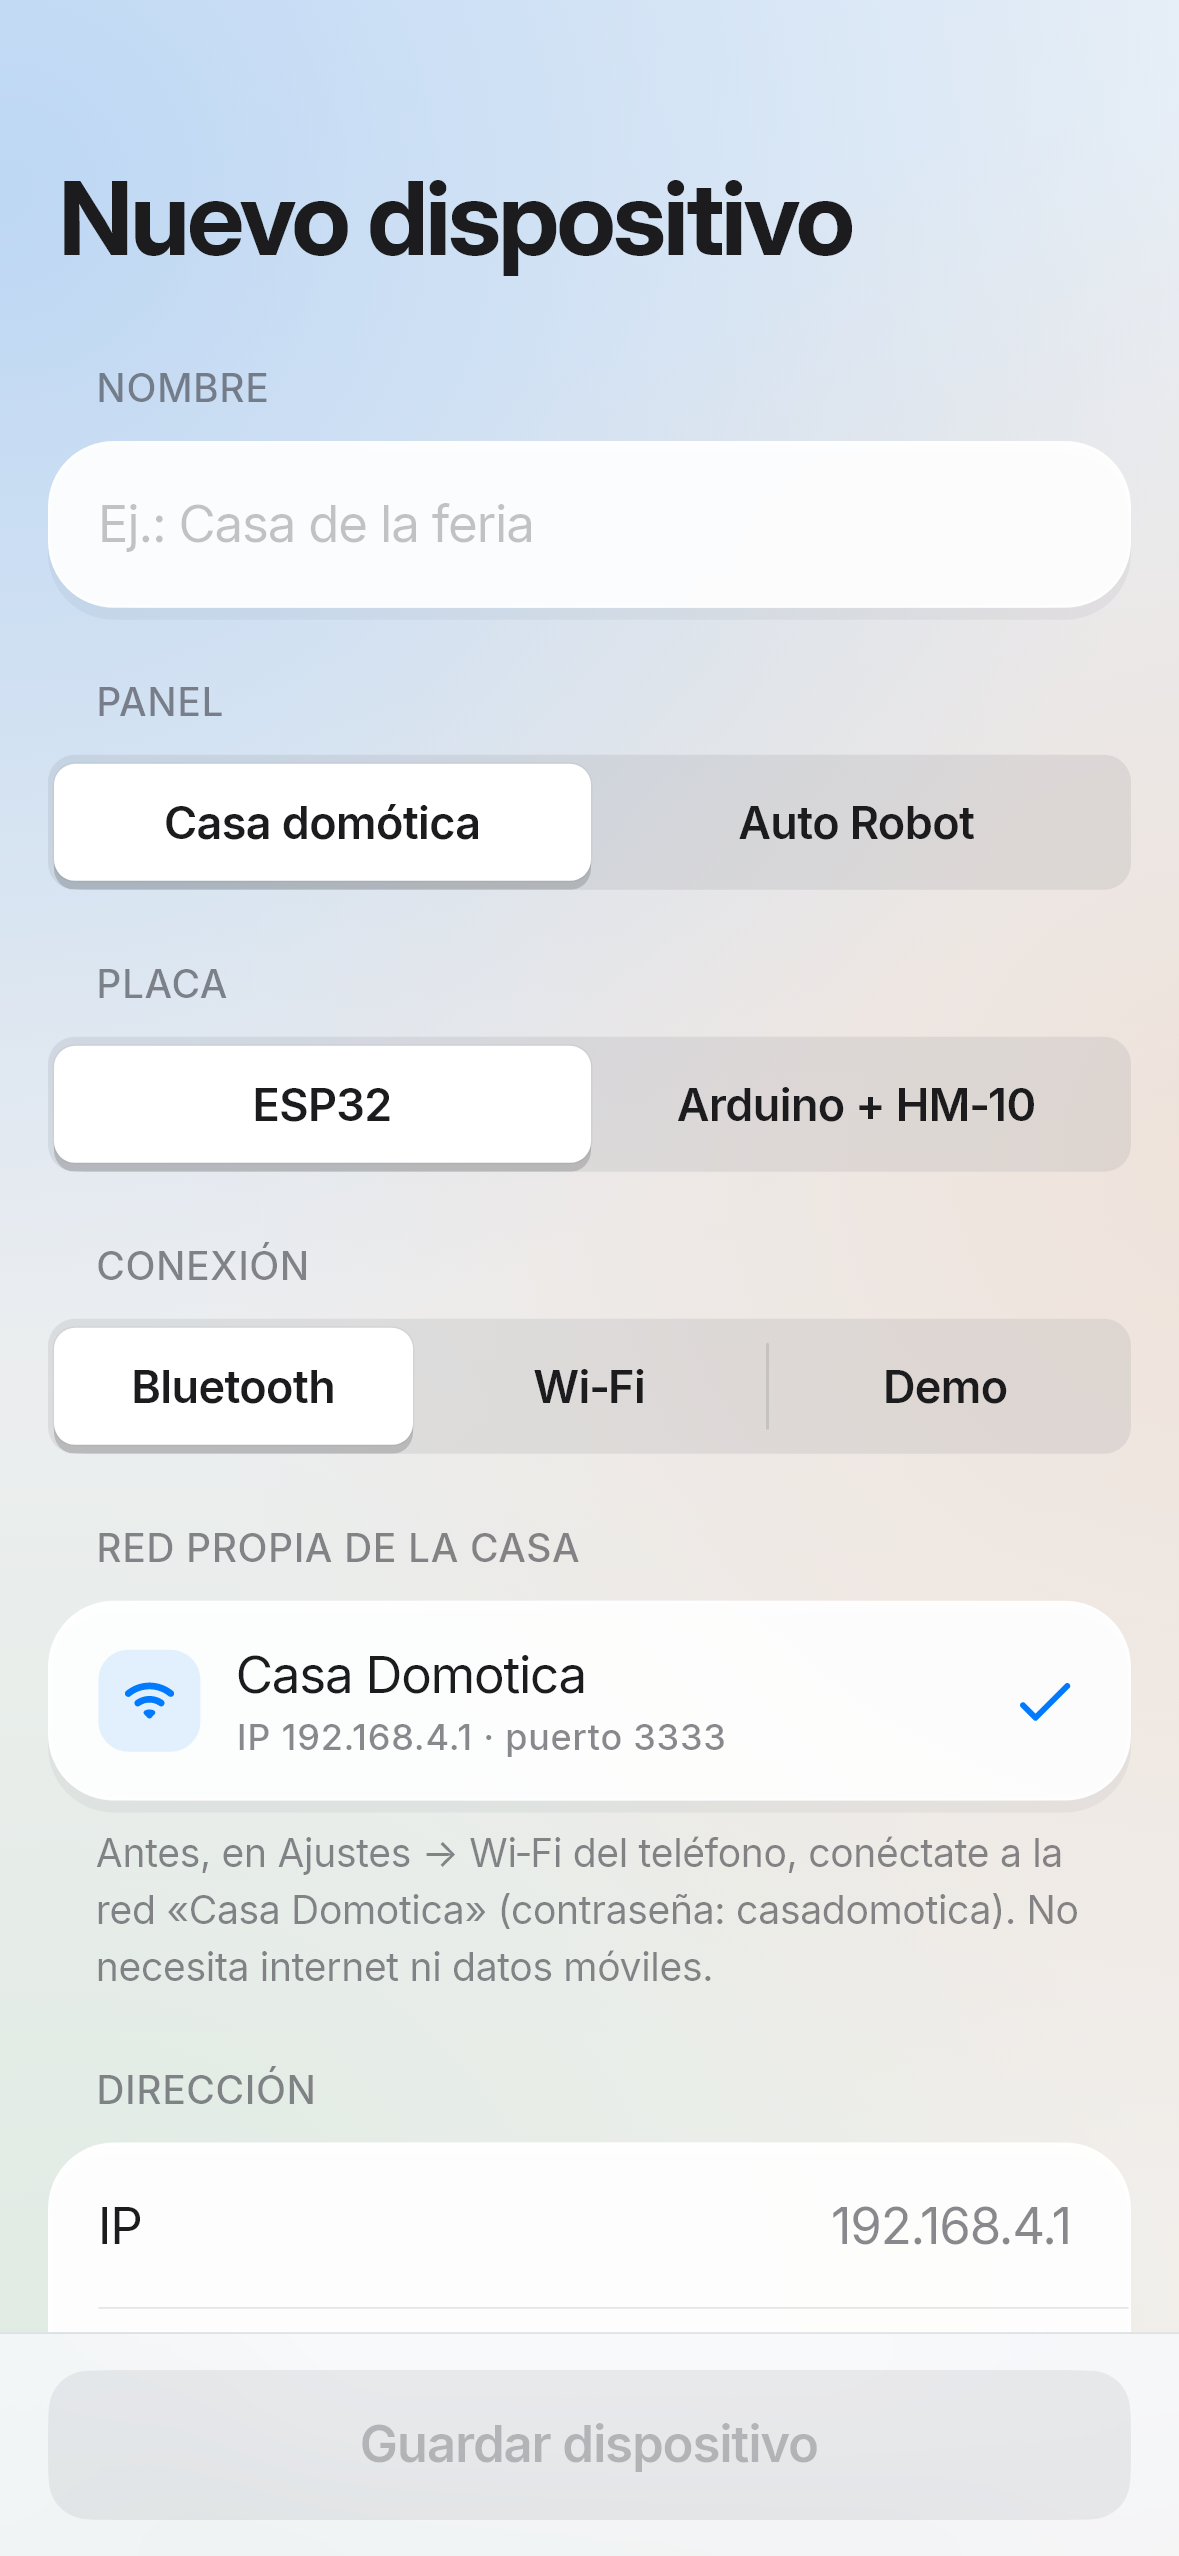 Nuevo dispositivo
NOMBRE
Ej.: Casa de la feria
PANEL
Casa domótica
Auto Robot
PLACA
ESP32
Arduino + HM-10
CONEXIÓN
Bluetooth
Wi-Fi
Demo
RED PROPIA DE LA CASA
Casa Domotica
IP 192.168.4.1 · puerto 3333
Antes, en Ajustes → Wi-Fi del teléfono, conéctate a la
red «Casa Domotica» (contraseña: casadomotica). No
necesita internet ni datos móviles.
DIRECCIÓN
IP
192.168.4.1
Guardar dispositivo